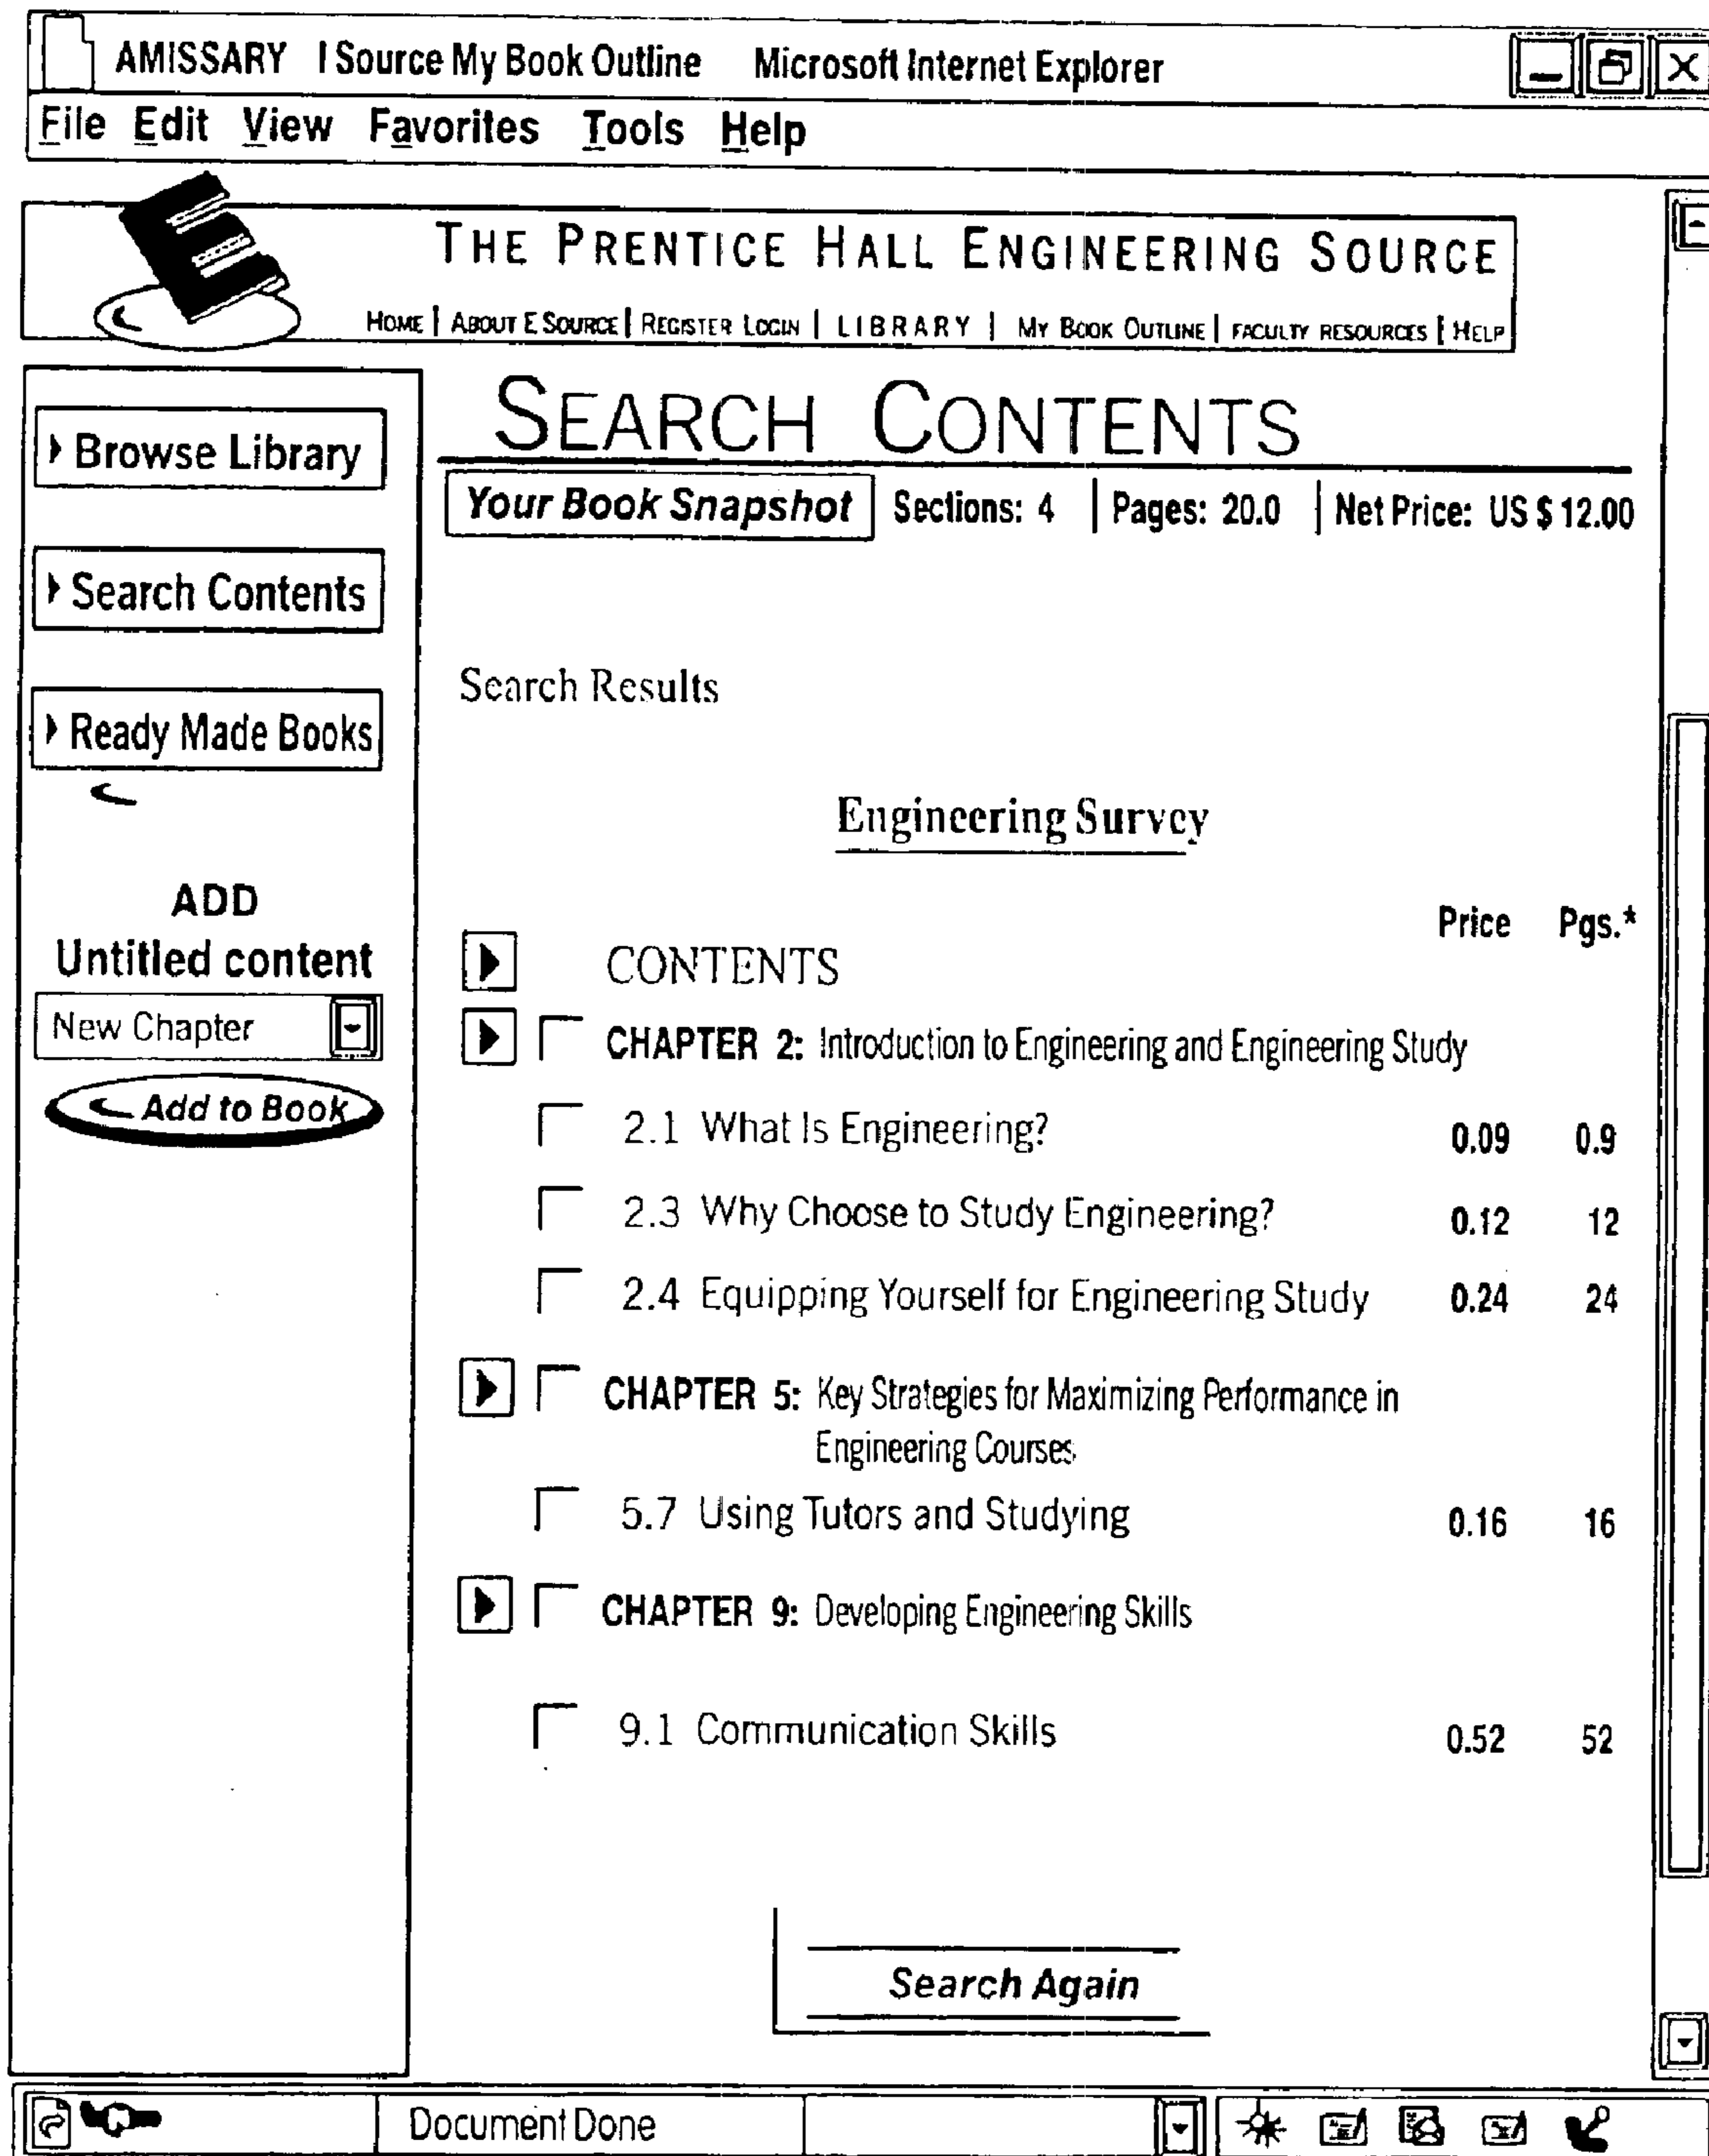 AMISSARY I Source My Book Outline Microsoft Internet Explorer
File Edit View Favorites Tools Help
THE PRENTICE HALL ENGINEERING SOURCE
HOME | ABOUT E SOURCE | REGISTER LOGIN | LIBRARY | MY BOOK OUTLINE | FACULTY RESOURCES | HELP
Browse Library
Search Contents
Ready Made Books
ADD
Untitled content
New Chapter
Add to Book
SEARCH CONTENTS
Your Book Snapshot | Sections: 4 | Pages: 20.0 | Net Price: US $ 12.00
Search Results
Engineering Survey
Price Pgs.*
CONTENTS
CHAPTER 2: Introduction to Engineering and Engineering Study
2.1 What Is Engineering? 0.09 0.9
2.3 Why Choose to Study Engineering? 0.12 12
2.4 Equipping Yourself for Engineering Study 0.24 24
CHAPTER 5: Key Strategies for Maximizing Performance in
Engineering Courses
5.7 Using Tutors and Studying 0.16 16
CHAPTER 9: Developing Engineering Skills
9.1 Communication Skills 0.52 52
Search Again
Document Done